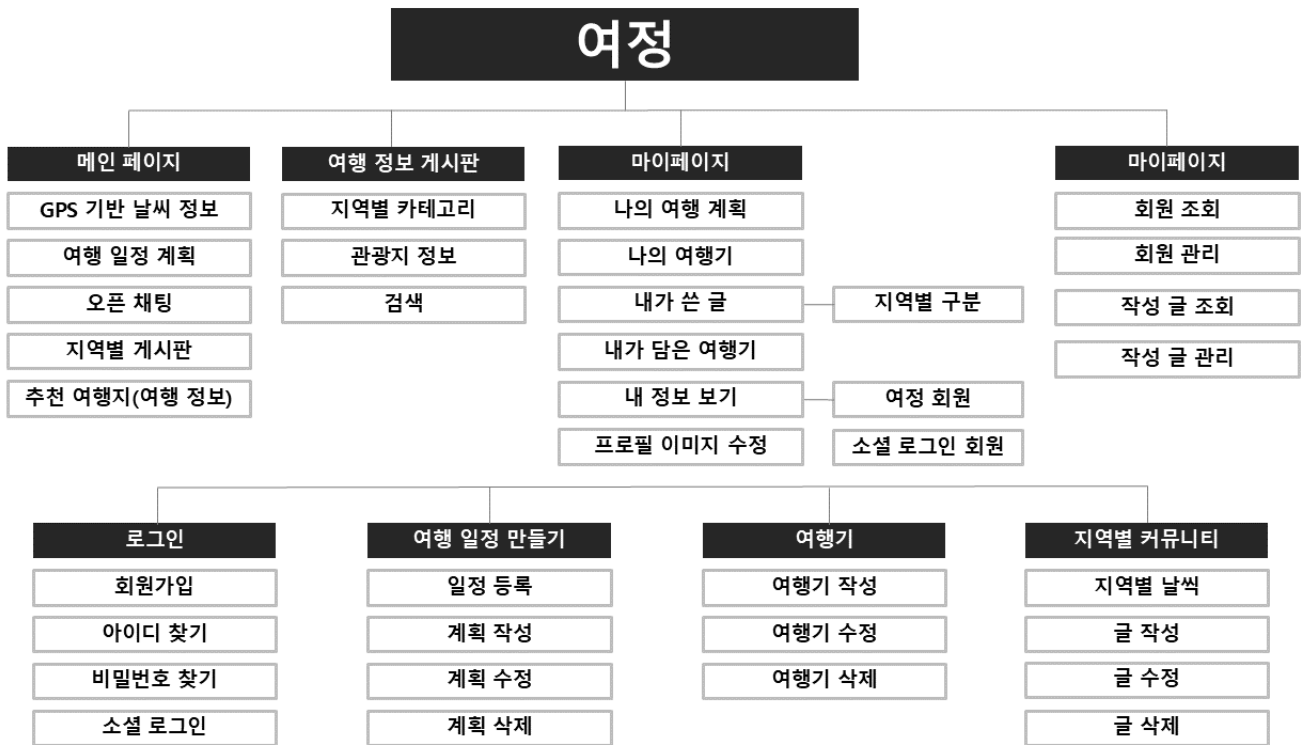 여정
메인 페이지
GPS 기반 날씨 정보
여행 일정 계획
오픈 채팅
지역별 게시판
추천 여행지(여행 정보)
여행 정보 게시판
지역별 카테고리
관광지 정보
검색
마이페이지
나의 여행 계획
나의 여행기
내가 쓴 글
지역별 구분
내가 담은 여행기
내 정보 보기
여정 회원
프로필 이미지 수정
소셜 로그인 회원
마이페이지
회원 조회
회원 관리
작성 글 조회
작성 글 관리
로그인
회원가입
아이디 찾기
비밀번호 찾기
소셜 로그인
여행 일정 만들기
일정 등록
계획 작성
계획 수정
계획 삭제
여행기
여행기 작성
여행기 수정
여행기 삭제
지역별 커뮤니티
지역별 날씩
글 작성
글 수정
글 삭제